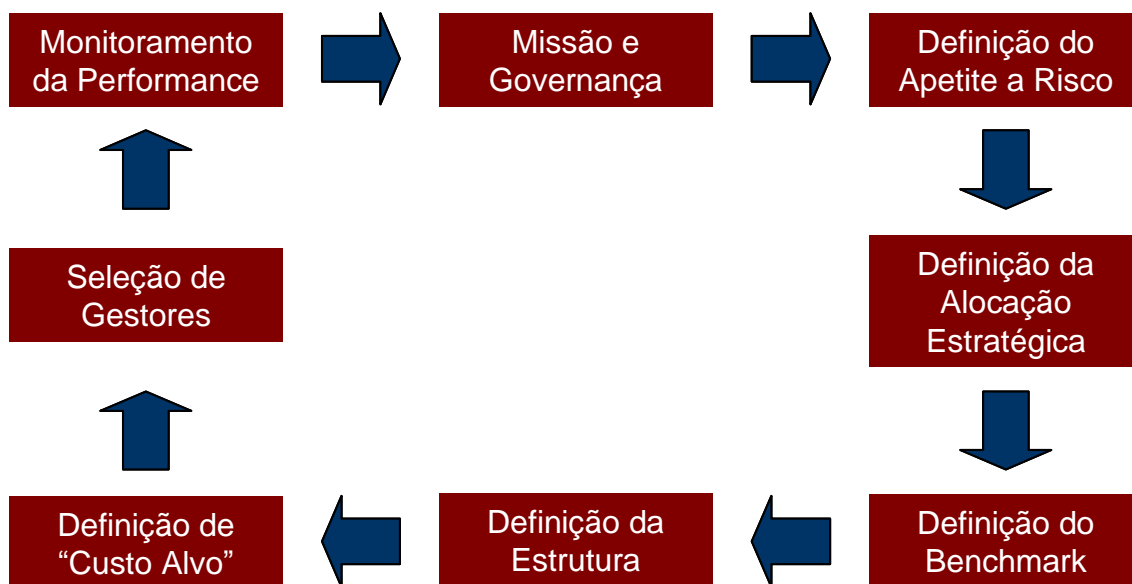 Monitoramento
da Performance
Missão e
Governança
Definição do
Apetite a Risco
Seleção de
Gestores
Definição da
Alocação
Estratégica
Definição de
“Custo Alvo”
Definição da
Estrutura
Definição do
Benchmark